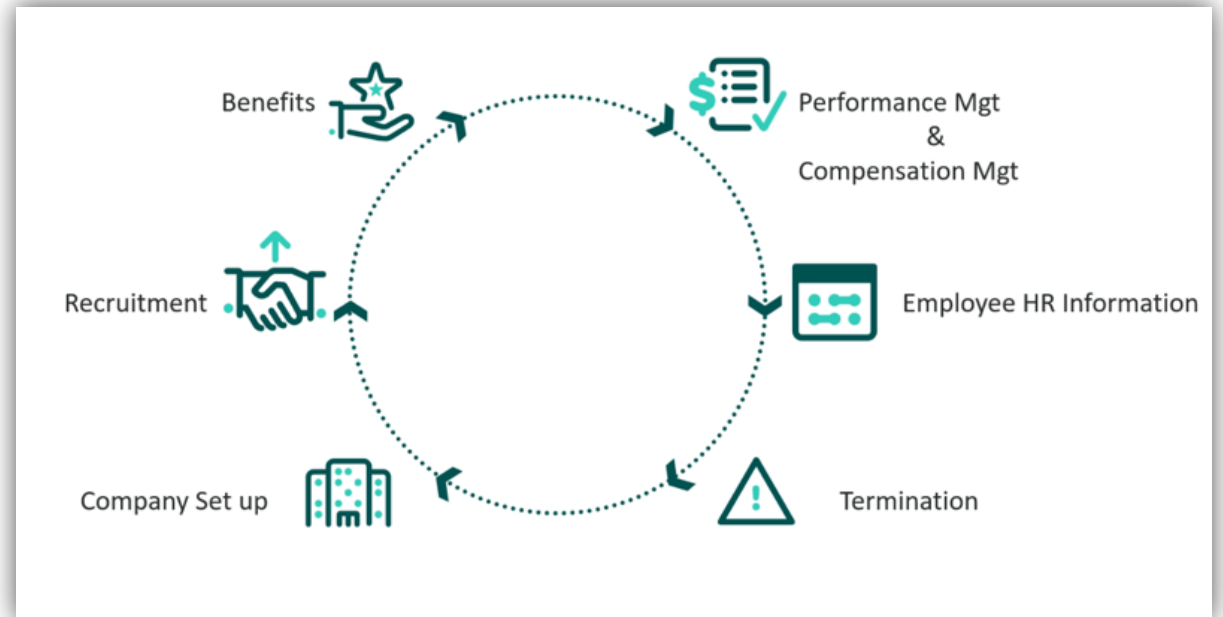 Benefits
Performance Mgt
&
Compensation Mgt
Recruitment
Employee HR Information
Company Set up
Termination